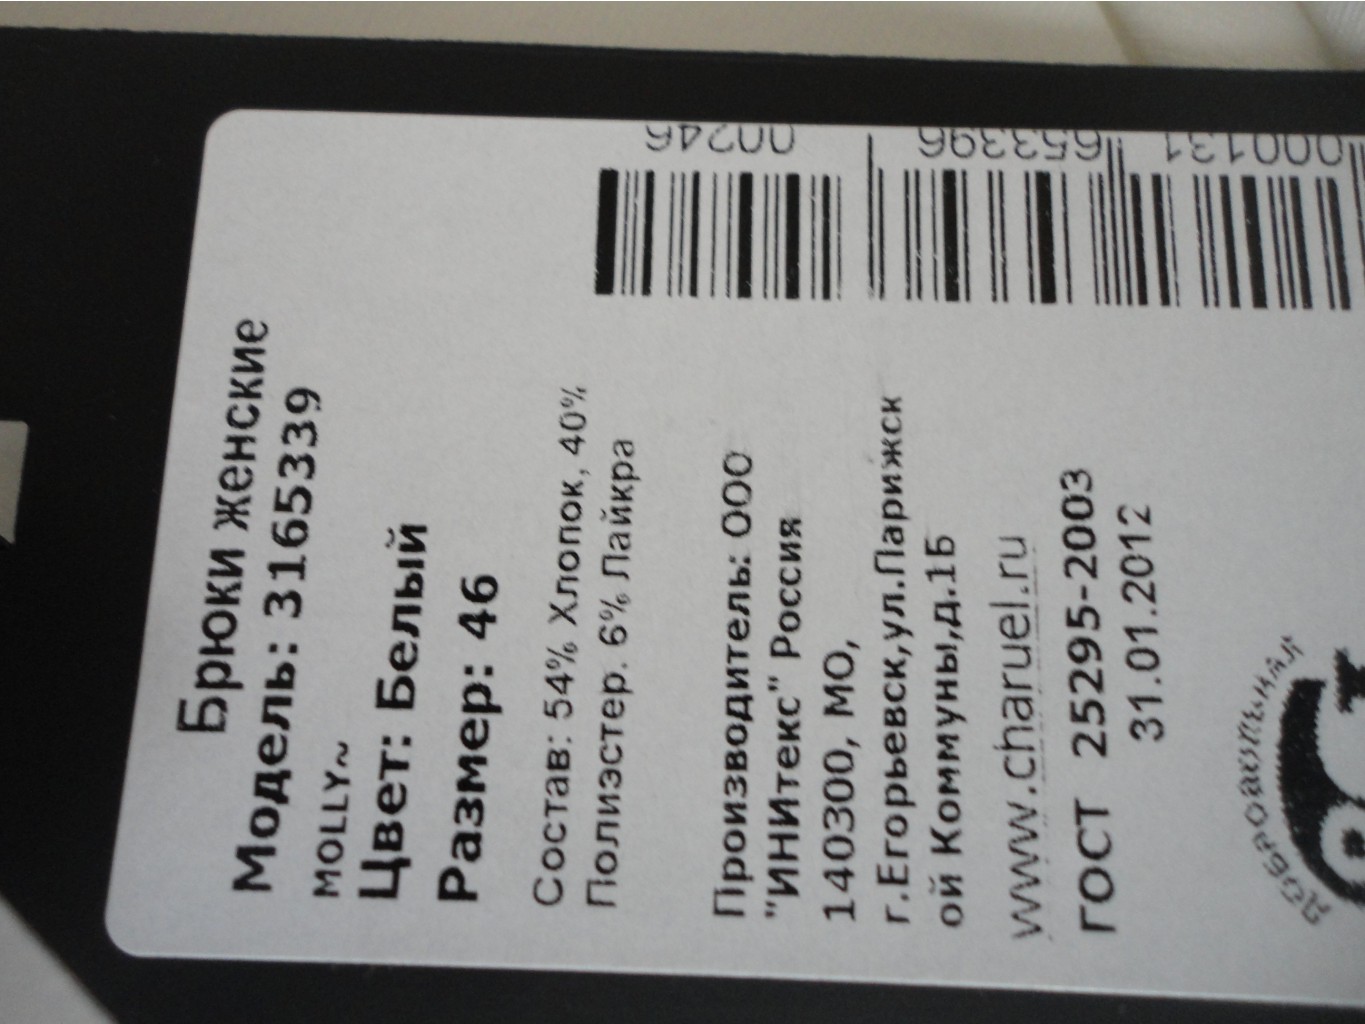 Брюки женские
Модель: 3165339
MOLLY~
Цвет: Белый
Размер: 46
Состав: 54% Хлопок, 40%
Полиэстер. 6% Лайкра
Производитель: ООО
"ИНИтекс" Россия
140300, МО,
г.Егорьевск,ул.Парижск
ой Коммуны,д.1Б
www.charuel.ru
ГОСТ 25295-2003
31.01.2012
000131 653396 00246